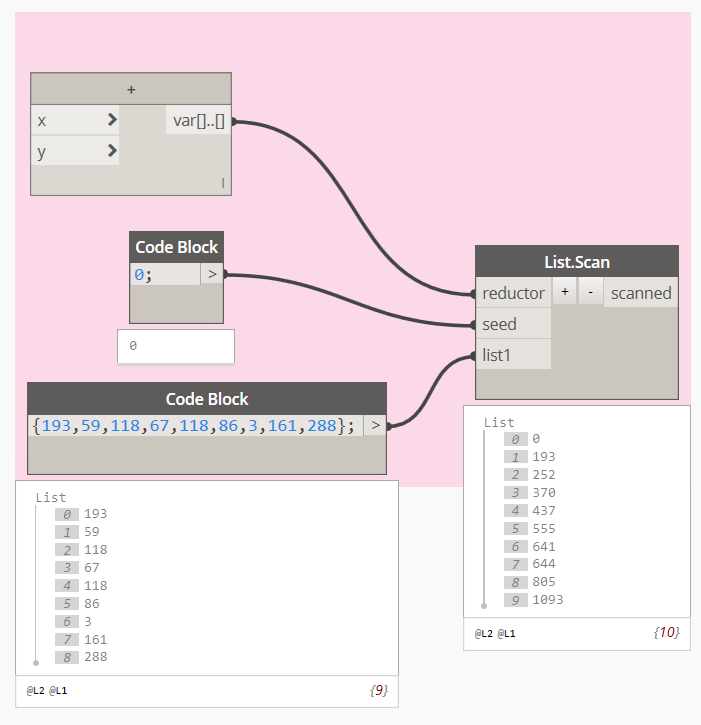 +
x > var[]..[]
y >
l
Code Block
0; >
0
List.Scan
reductor + - scanned
seed
list1
Code Block
{193,59,118,67,118,86,3,161,288}; >
List
0 193
1 59
2 118
3 67
4 118
5 86
6 3
7 161
8 288
@L2 @L1 {9}
List
0 0
1 193
2 252
3 370
4 437
5 555
6 641
7 644
8 805
9 1093
@L2 @L1 {10}